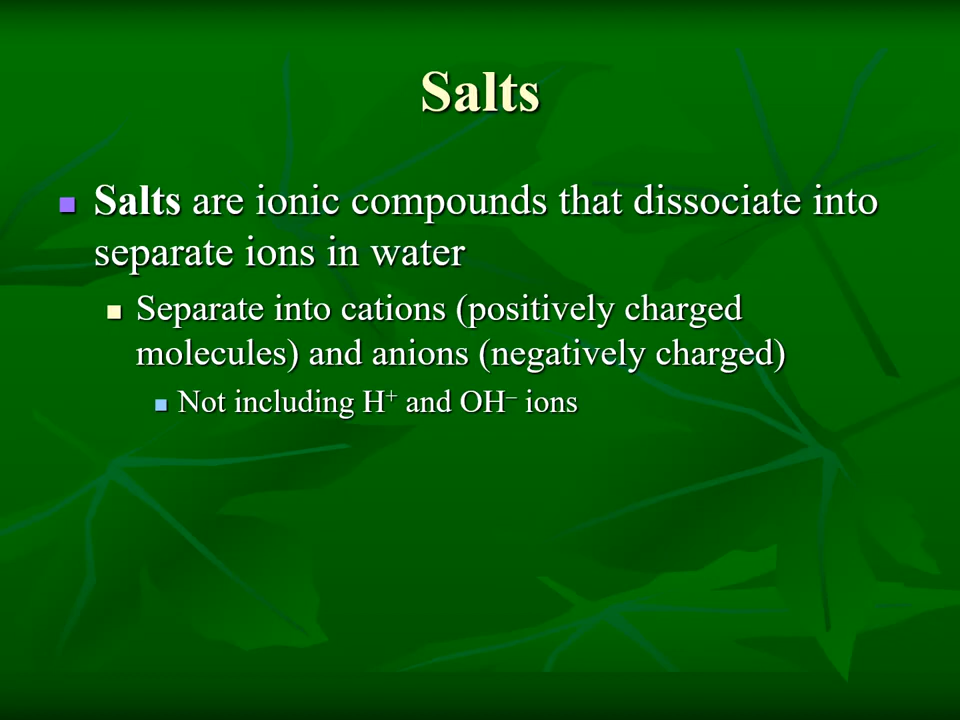 Salts
■ Salts are ionic compounds that dissociate into
separate ions in water
■ Separate into cations (positively charged
molecules) and anions (negatively charged)
■ Not including H⁺ and OH⁻ ions